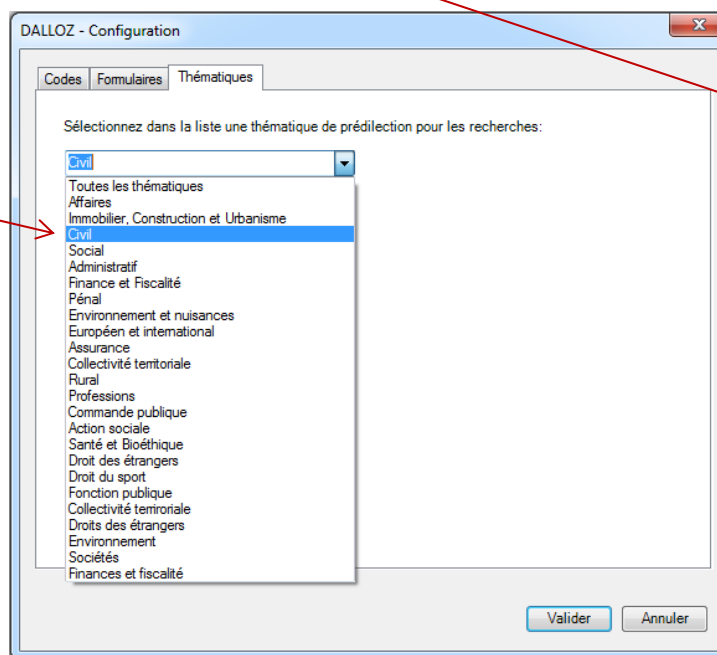 DALLOZ - Configuration
Codes Formulaires Thématiques
Sélectionnez dans la liste une thématique de prédilection pour les recherches:
Civil
Toutes les thématiques
Affaires
Immobilier, Construction et Urbanisme
Civil
Social
Administratif
Finance et Fiscalité
Pénal
Environnement et nuisances
Européen et international
Assurance
Collectivité territoriale
Rural
Professions
Commande publique
Action sociale
Santé et Bioéthique
Droit des étrangers
Droit du sport
Fonction publique
Collectivité terriroriale
Droits des étrangers
Environnement
Sociétés
Finances et fiscalité
Valider Annuler